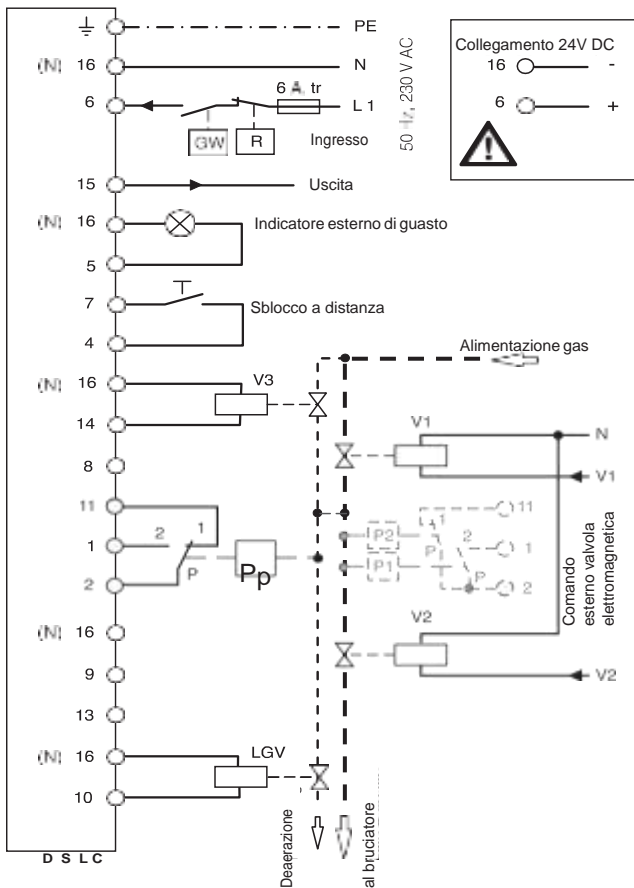 PE
(N) 16 N
6 6 A. tr L 1
GW R Ingresso
50 Hz, 230 V AC
Collegamento 24V DC
16 -
6 +
15 Uscita
(N) 16 Indicatore esterno di guasto
5
7 Sblocco a distanza
4
Alimentazione gas
(N) 16 V3
14
V1 N
V1
8
11 1 2 P
1
2
Pp
P2 P1
1 2 P P
11
1
2
Comando
esterno valvola
elettromagnetica
(N) 16
V2
9
V2
13
(N) 16 LGV
10
Deaerazione
al bruciatore
D S L C